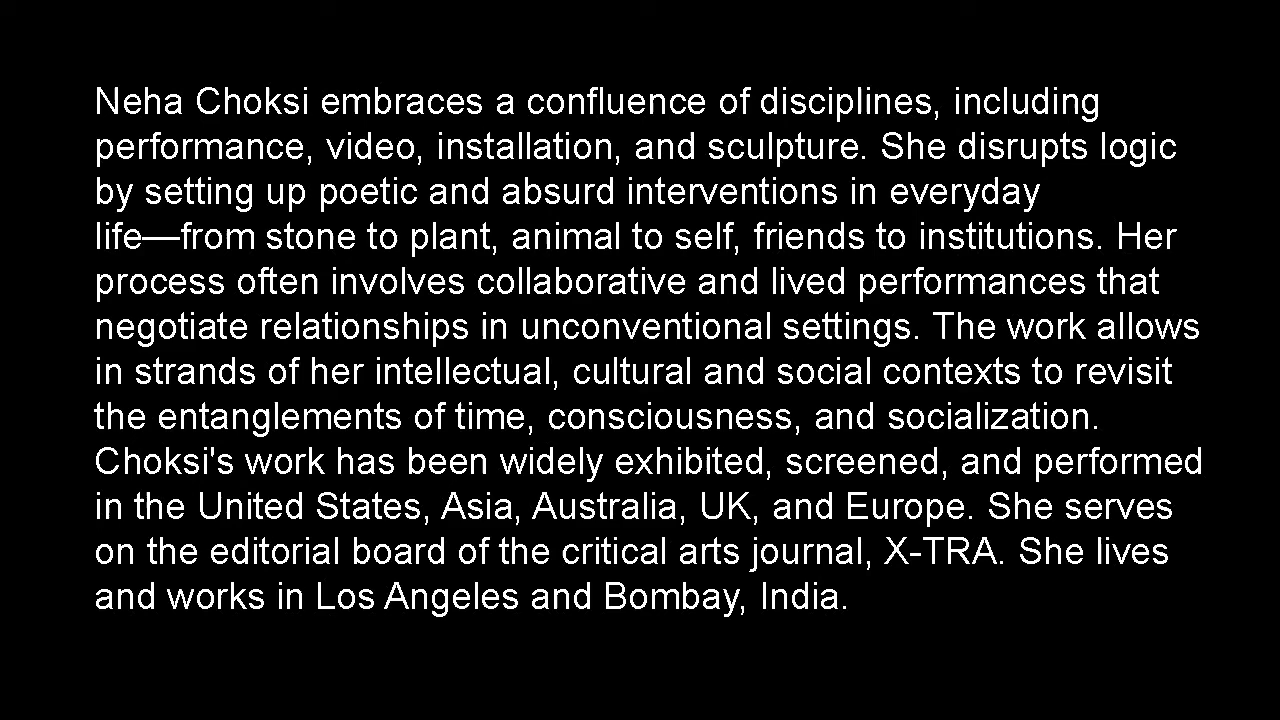 Neha Choksi embraces a confluence of disciplines, including
performance, video, installation, and sculpture. She disrupts logic
by setting up poetic and absurd interventions in everyday
life—from stone to plant, animal to self, friends to institutions. Her
process often involves collaborative and lived performances that
negotiate relationships in unconventional settings. The work allows
in strands of her intellectual, cultural and social contexts to revisit
the entanglements of time, consciousness, and socialization.
Choksi's work has been widely exhibited, screened, and performed
in the United States, Asia, Australia, UK, and Europe. She serves
on the editorial board of the critical arts journal, X-TRA. She lives
and works in Los Angeles and Bombay, India.